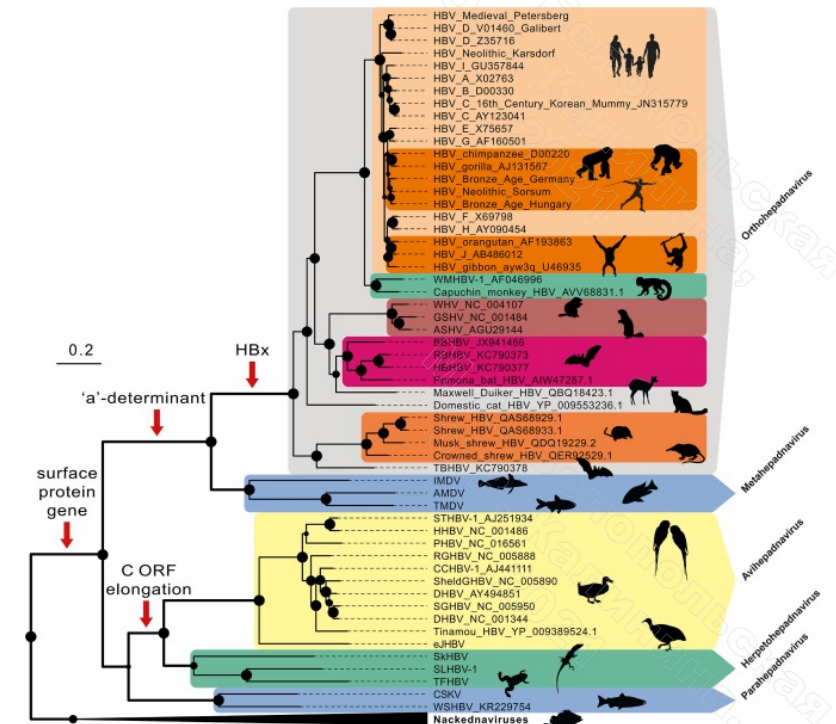 HBV_Medieval_Petersberg
HBV_D_V01460_Galibert
HBV_D_Z35716
HBV_Neolithic_Karsdorf
HBV_I_GU357844
HBV_A_X02763
HBV_B_D00330
HBV_C_16th_Century_Korean_Mummy_JN315779
HBV_C_AY123041
HBV_E_X75657
HBV_G_AF160501
HBV_chimpanzee_D00220
HBV_gorilla_AJ131567
HBV_Bronze_Age_Germany
HBV_Neolithic_Sorsum
HBV_Bronze_Age_Hungary
HBV_F_X69798
HBV_H_AY090454
HBV_orangutan_AF193863
HBV_J_AB486012
HBV_gibbon_ayw3q_U46935
WMHBV-1_AF046996
Capuchin_monkey_HBV_AVV68831.1
WHV_NC_004107
GSHV_NC_001484
ASHV_AGU29144
RBHBV_KC790373
HBHBV_KC790377
Pomona_bat_HBV_AIW47287.1
Maxwell_Duiker_HBV_QBQ18423.1
Domestic_cat_HBV_YP_009553236.1
Shrew_HBV_QAS68929.1
Shrew_HBV_QAS68933.1
Musk_shrew_HBV_QDQ19229.2
Crowned_shrew_HBV_QER92529.1
TBHBV_KC790378
IMDV
AMDV
TMDV
STHBV-1_AJ251934
HHBV_NC_001486
PHBV_NC_016561
RGHBV_NC_005888
CCHBV-1_AJ441111
SheldGHBV_NC_005890
DHBV_AY494851
SGHBV_NC_005950
DHBV_NC_001344
Tinamou_HBV_YP_009389524.1
eJHBV
SkHBV
SLHBV-1
TFHBV
CSKV
WSHBV_KR229754
Nackednaviruses
0.2
HBx
'a'-determinant
surface
protein
gene
C ORF
elongation
Orthohepadnavirus
Metahepadnavirus
Avihepadnavirus
Herpetohepadnavirus
Parahepadnavirus